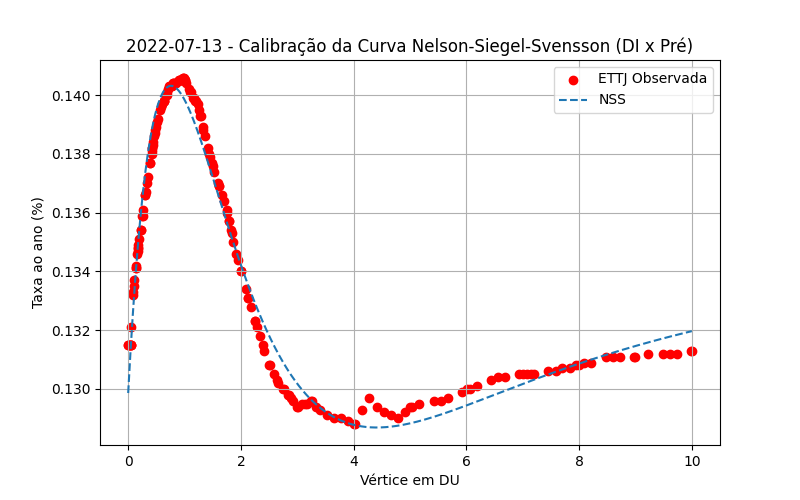 2022-07-13 - Calibração da Curva Nelson-Siegel-Svensson (DI x Pré)
ETTJ Observada
NSS
0.140
0.138
0.136
0.134
0.132
0.130
Taxa ao ano (%)
0 2 4 6 8 10
Vértice em DU